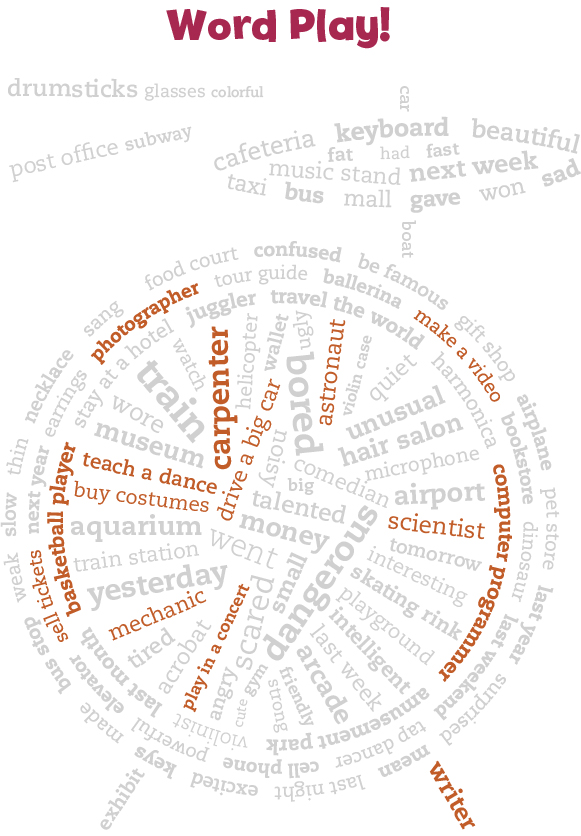 Word Play!
drumsticks glasses colorful
car
post office subway
cafeteria keyboard beautiful
fat had fast
music stand next week sad
taxi bus mall gave won
boat
food court confused be famous
tour guide ballerina
photographer juggler travel the world
sang
make a video
gift shop
stay at a hotel
watch
carpenter
helicopter
wallet
ugly
astronaut
violin case
quiet
harmonica
necklace
earrings
wore
train
drive a big car
bored
unusual
hair salon
airplane
bookstore
thin
next year
basketball player
museum
teach a dance
buy costumes
noisy
comedian
big
microphone
airport
computer programmer
pet store
dinosaur
slow
weak
sell tickets
aquarium
train station
yesterday
talented
money
went
scientist
tomorrow
interesting
dangerous
skating rink
playground
intelligent
mechanic
tired
acrobat
play in a concert
scared
small
last week
arcade
angry
gym
cute
friendly
strong
bus stop
elevator
last month
made
keys
powerful
violinist
amusement park
cell phone
tap dancer
excited
last night
mean
last weekend
last year
surprised
exhibit
writer